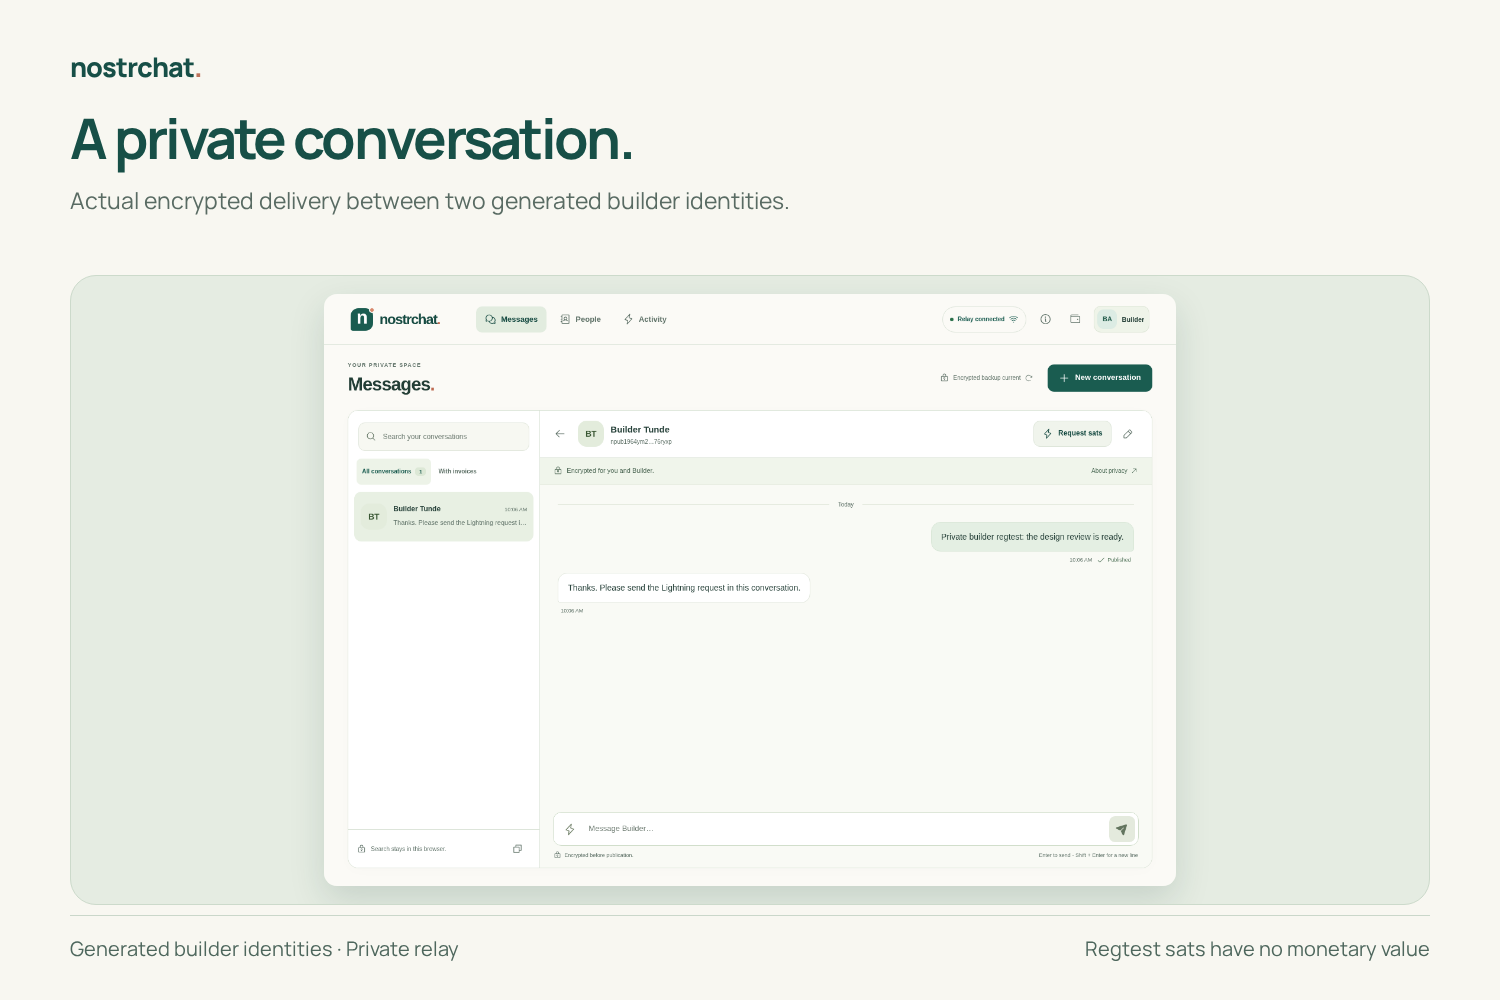 nostrchat.
A private conversation.
Actual encrypted delivery between two generated builder identities.
n nostrchat.
Messages
People
Activity
Relay connected
BA Builder
YOUR PRIVATE SPACE
Messages.
Encrypted backup current
New conversation
Search your conversations
All conversations 1
With invoices
BT
Builder Tunde 10:06 AM
Thanks. Please send the Lightning request i...
Search stays in this browser.
BT
Builder Tunde
npub1964ym2...76ryxp
Request sats
Encrypted for you and Builder.
About privacy
Today
Private builder regtest: the design review is ready.
10:06 AM Published
Thanks. Please send the Lightning request in this conversation.
10:06 AM
Message Builder...
Encrypted before publication.
Enter to send · Shift + Enter for a new line
Generated builder identities · Private relay
Regtest sats have no monetary value